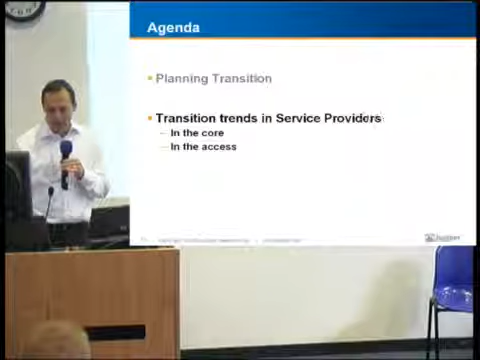 Agenda
Planning Transition
Transition trends in Service Providers
– In the core
– In the access